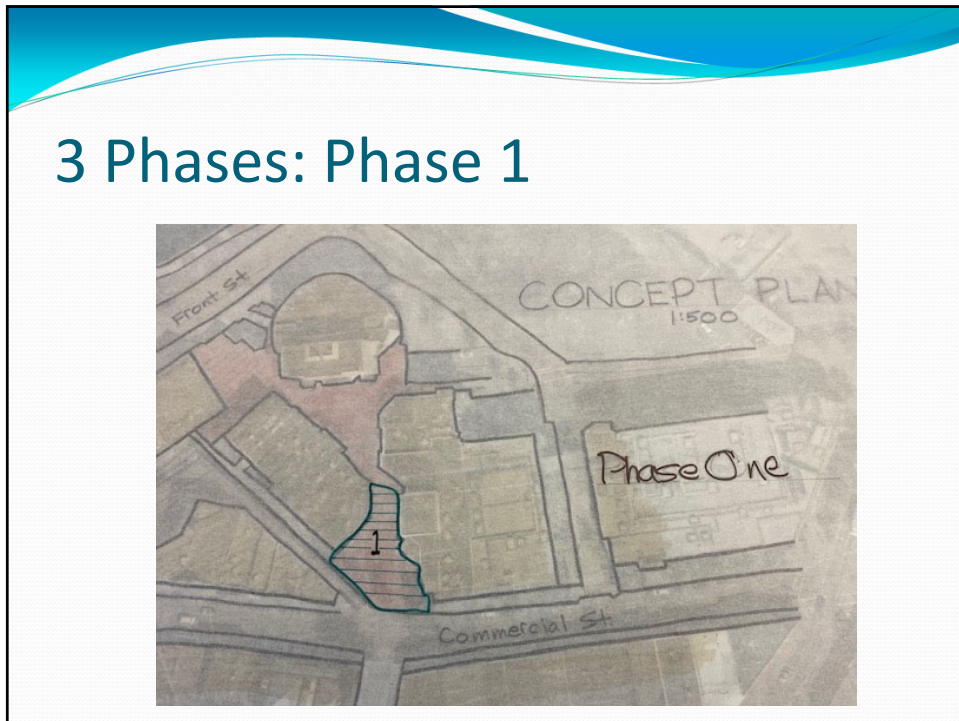 3 Phases: Phase 1
Front St
CONCEPT PLAN
1:500
Phase One
1
Commercial St.